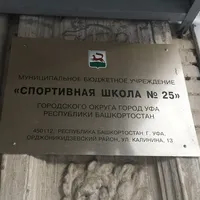 МУНИЦИПАЛЬНОЕ БЮДЖЕТНОЕ УЧРЕЖДЕНИЕ
«СПОРТИВНАЯ ШКОЛА № 25»
ГОРОДСКОГО ОКРУГА ГОРОД УФА
РЕСПУБЛИКИ БАШКОРТОСТАН
450112, РЕСПУБЛИКА БАШКОРТОСТАН, Г. УФА,
ОРДЖОНИКИДЗЕВСКИЙ РАЙОН, УЛ. КАЛИНИНА, 13